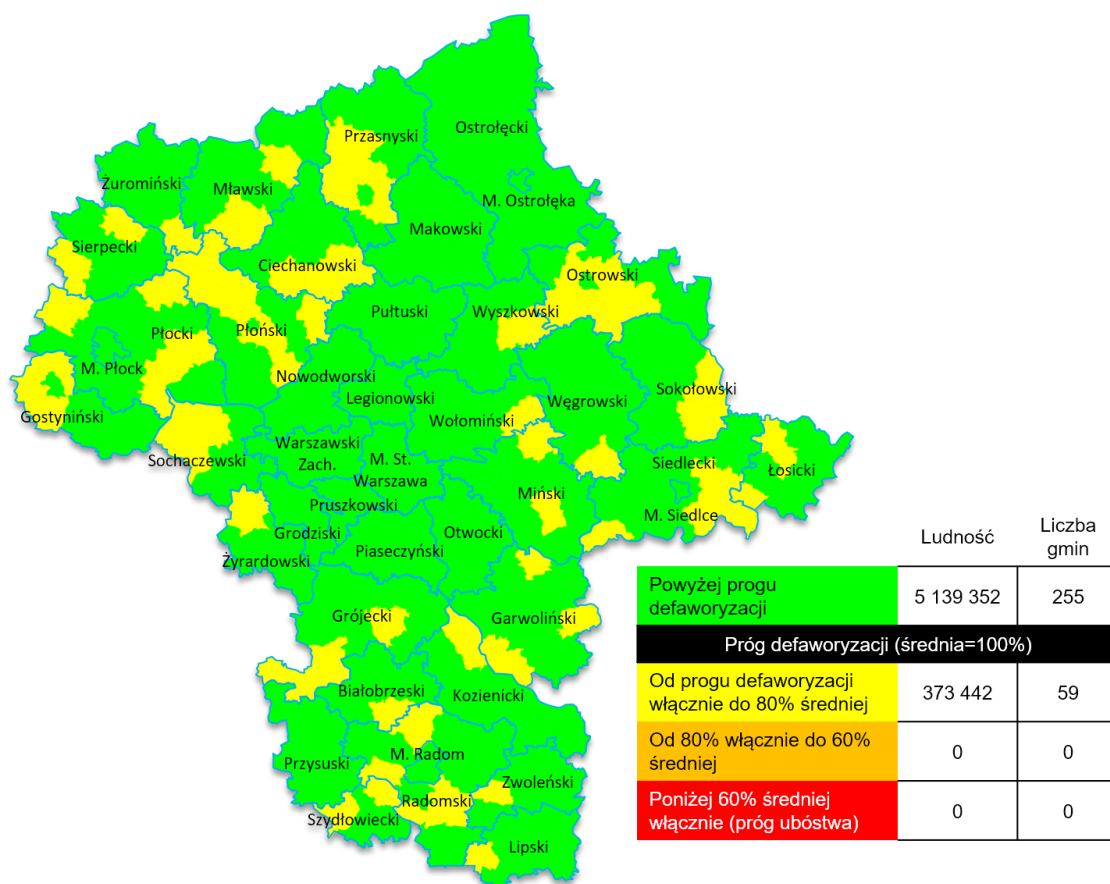 Ostrołęcki
Przasnyski
Żuromiński
Mławski
M. Ostrołęka
Makowski
Sierpecki
Ciechanowski
Ostrowski
Pułtuski
Wyszkowski
Płocki
Płoński
M. Płock
Nowodworski
Sokołowski
Legionowski
Węgrowski
Gostyniński
Wołomiński
Warszawski
Zach.
Sochaczewski
M. St.
Warszawa
Siedlecki
Łosicki
Miński
Pruszkowski
M. Siedlce
Grodziski
Otwocki
Piaseczyński
Żyrardowski
Grójecki
Garwoliński
Białobrzeski
Kozienicki
M. Radom
Przysuski
Zwoleński
Radomski
Szydłowiecki
Lipski
Ludność
Liczba
gmin
Powyżej progu
defaworyzacji
5 139 352
255
Próg defaworyzacji (średnia=100%)
Od progu defaworyzacji
włącznie do 80% średniej
373 442
59
Od 80% włącznie do 60%
średniej
0
0
Poniżej 60% średniej
włącznie (próg ubóstwa)
0
0